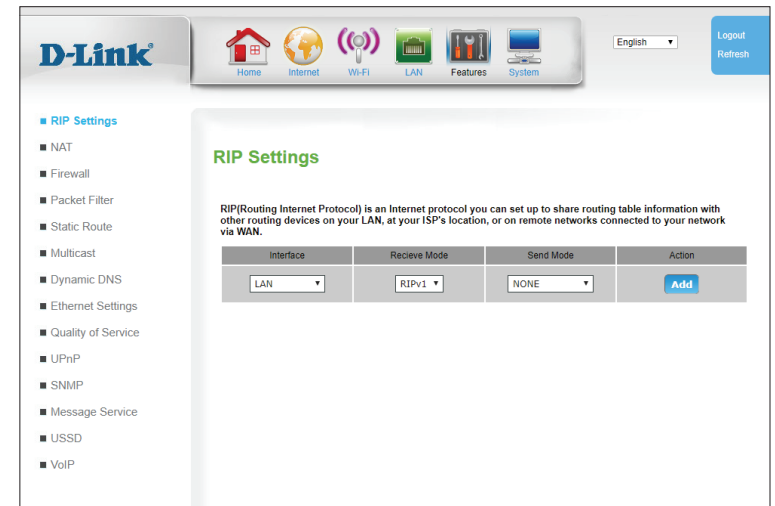 D-Link®
Home Internet Wi-Fi LAN Features System
English
Logout
Refresh
RIP Settings
NAT
Firewall
Packet Filter
Static Route
Multicast
Dynamic DNS
Ethernet Settings
Quality of Service
UPnP
SNMP
Message Service
USSD
VoIP
RIP Settings
RIP(Routing Internet Protocol) is an Internet protocol you can set up to share routing table information with
other routing devices on your LAN, at your ISP's location, or on remote networks connected to your network
via WAN.
Interface Recieve Mode Send Mode Action
LAN RIPv1 NONE Add